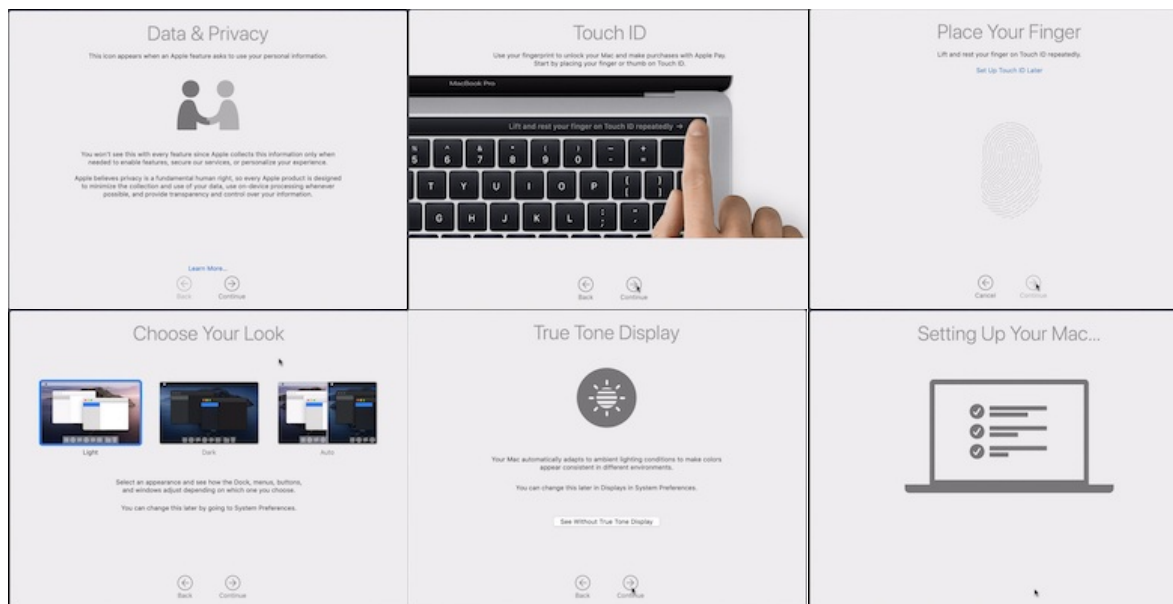 Data & Privacy
This icon appears when an Apple feature asks to use your personal information.
You won't see this with every feature since Apple collects this information only when
needed to enable features, secure our services, or personalize your experience.
Apple believes privacy is a fundamental human right, so every Apple product is designed
to minimize the collection and use of your data, use on-device processing whenever
possible, and provide transparency and control over your information.
Learn More...
Back
Continue
Touch ID
Use your fingerprint to unlock your Mac and make purchases with Apple Pay.
Start by placing your finger or thumb on Touch ID.
MacBook Pro
Lift and rest your finger on Touch ID repeatedly →
5 6 7 8 9 0 - +
T Y U I O P
G H J K L
Back
Continue
Place Your Finger
Lift and rest your finger on Touch ID repeatedly.
Set Up Touch ID Later
Cancel
Continue
Choose Your Look
Light
Dark
Auto
Select an appearance and see how the Dock, menus, buttons,
and windows adjust depending on which one you choose.
You can change this later by going to System Preferences.
Back
Continue
True Tone Display
Your Mac automatically adapts to ambient lighting conditions to make colors
appear consistent in different environments.
You can change this later in Displays in System Preferences.
See Without True Tone Display
Back
Continue
Setting Up Your Mac...